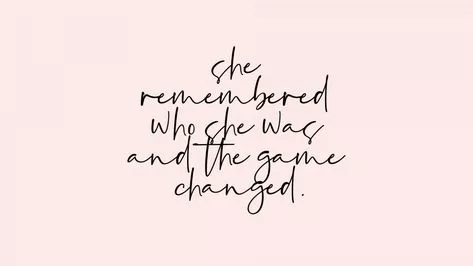 she
remembered
who she was
and the game
changed.